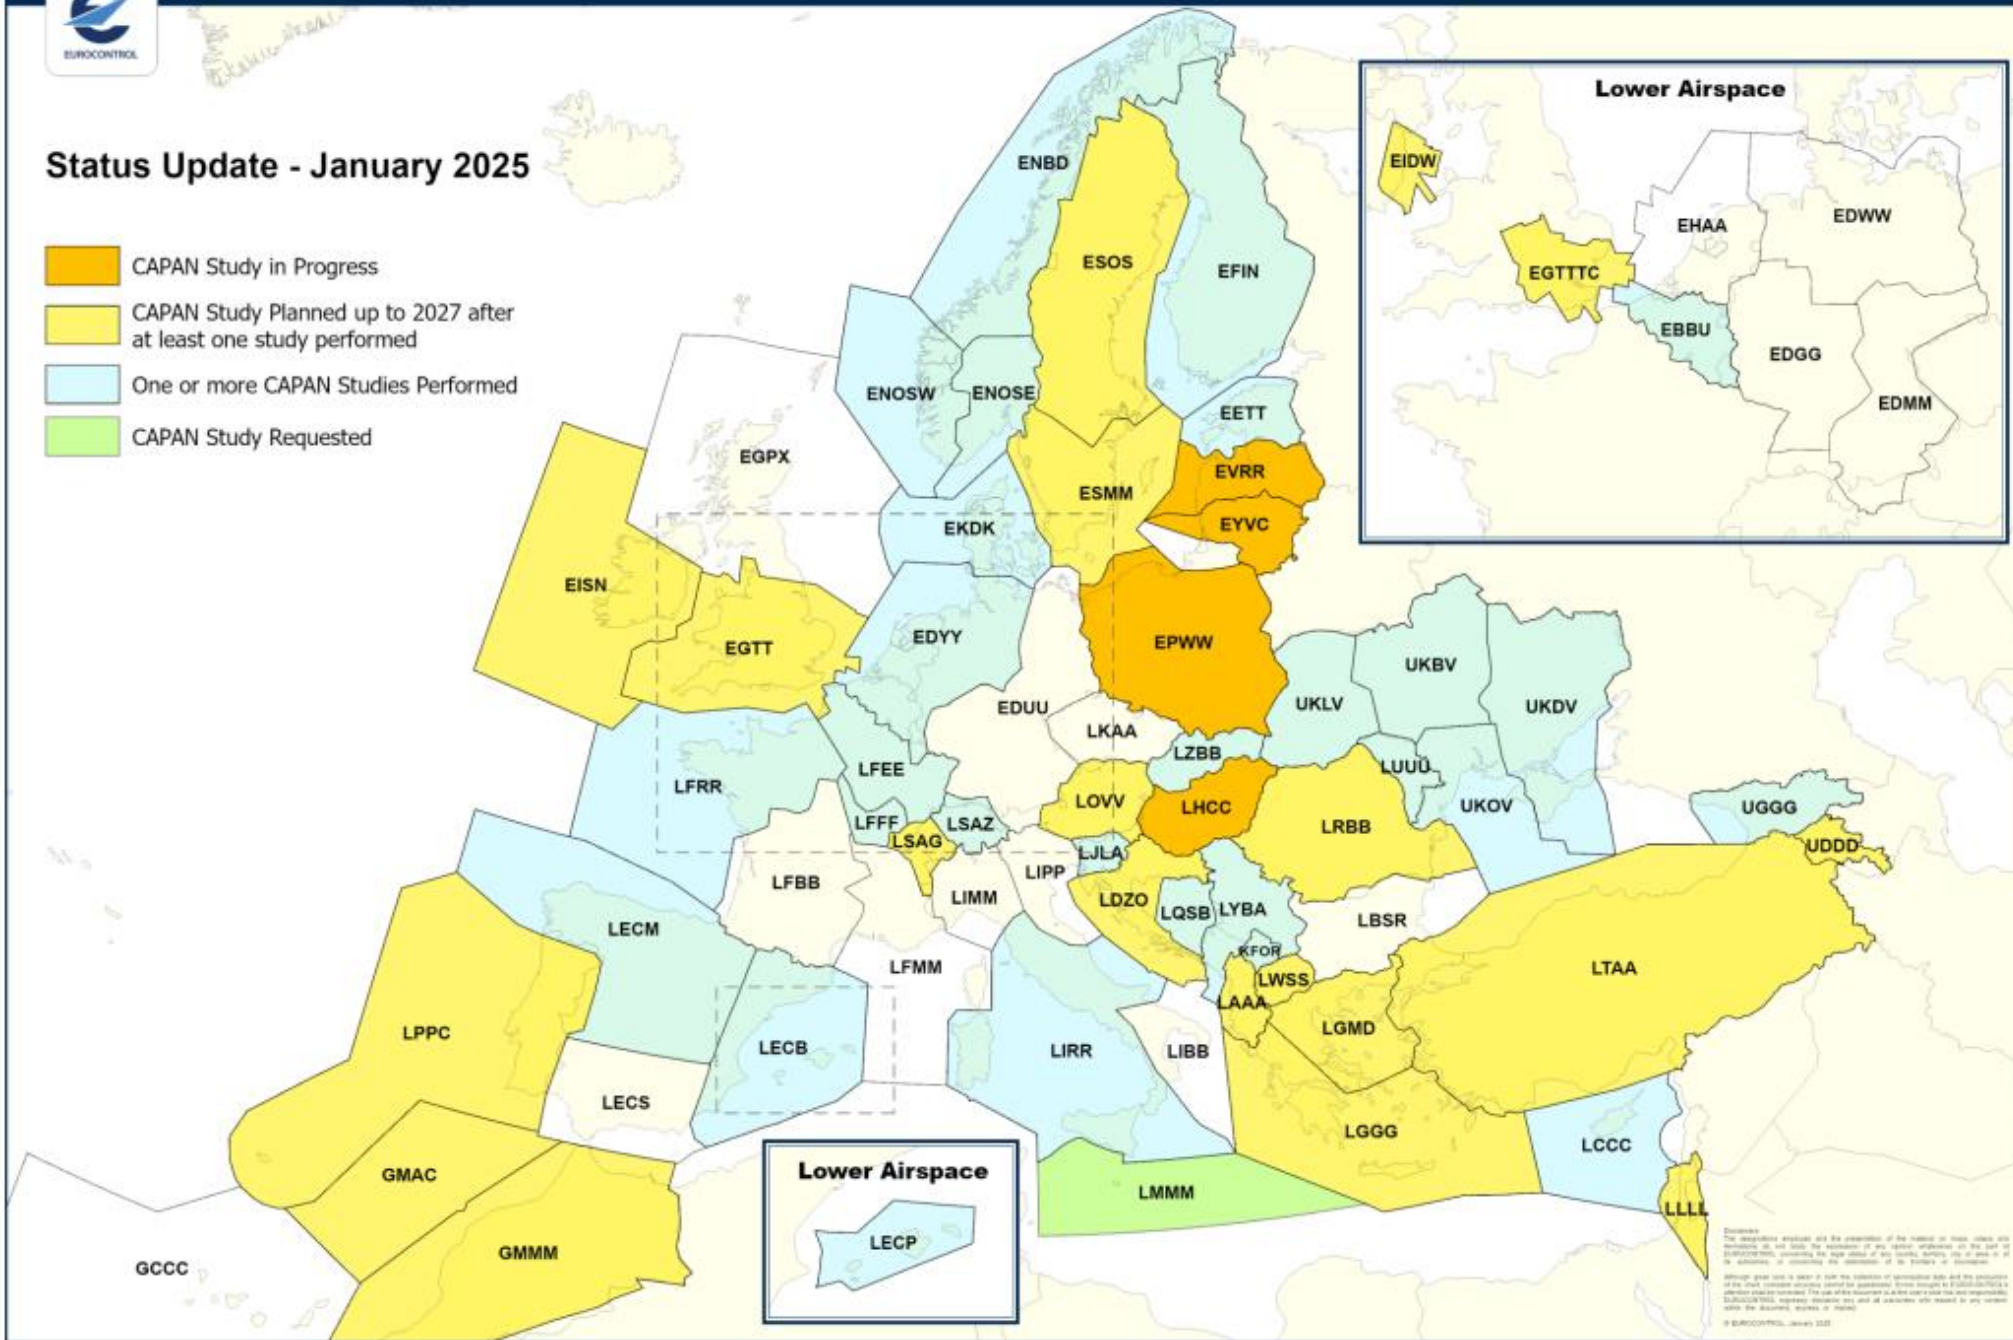 EUROCONTROL
Status Update - January 2025
CAPAN Study in Progress
CAPAN Study Planned up to 2027 after
at least one study performed
One or more CAPAN Studies Performed
CAPAN Study Requested
Lower Airspace
EIDW
EGTTTC
EHAA
EDWW
EBBU
EDGG
EDMM
ENBD
ESOS
EFIN
ENOSW
ENOSE
EETT
EGPX
EVRR
ESMM
EYVC
EKDK
EISN
EGTT
EDYY
EPWW
UKBV
UKLV
UKDV
EDUU
LKAA
LZBB
LFEE
LFRR
LUUU
LOVV
LHCC
UKOV
UGGG
LFFF
LSAZ
LRBB
LSAG
LJLA
UDDD
LIPP
LFBB
LIMM
LDZO
LQSB
LYBA
LBSR
LECM
KFOR
LFMM
LWSS
LTAA
LAAA
LPPC
LGMD
LECB
LIRR
LIBB
LECS
LGGG
LCCC
GMAC
LMMM
LLLL
GMMM
GCCC
Lower Airspace
LECP
© EUROCONTROL, January 2025